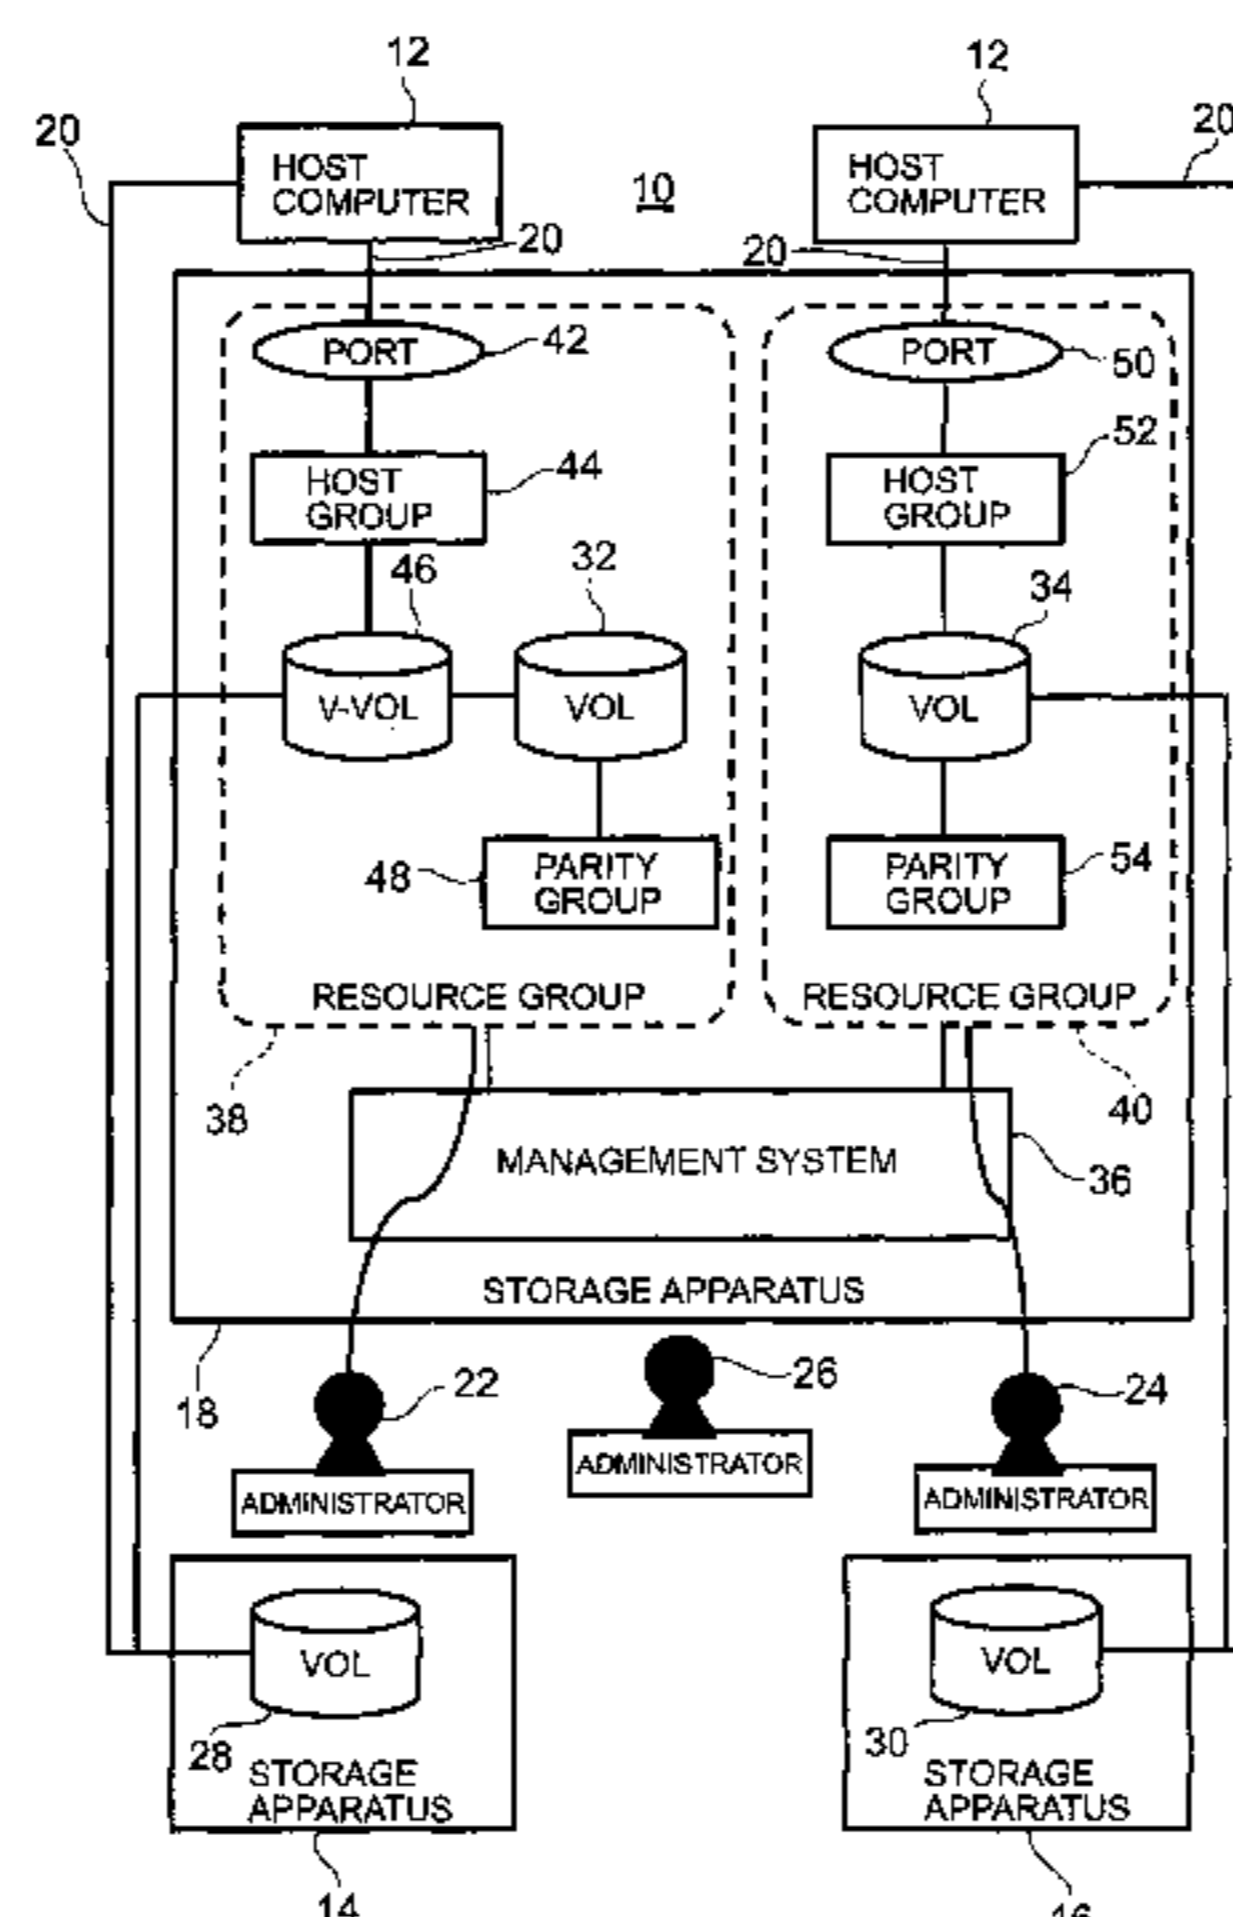 12
12
20
20
HOST
COMPUTER
10
HOST
COMPUTER
20
20
PORT
42
PORT
50
HOST
GROUP
44
HOST
GROUP
52
46
32
34
V-VOL
VOL
VOL
48
PARITY
GROUP
PARITY
GROUP
54
RESOURCE GROUP
RESOURCE GROUP
38
40
MANAGEMENT SYSTEM
36
STORAGE APPARATUS
18
22
26
24
ADMINISTRATOR
ADMINISTRATOR
ADMINISTRATOR
VOL
VOL
28
30
STORAGE
APPARATUS
STORAGE
APPARATUS
14
16